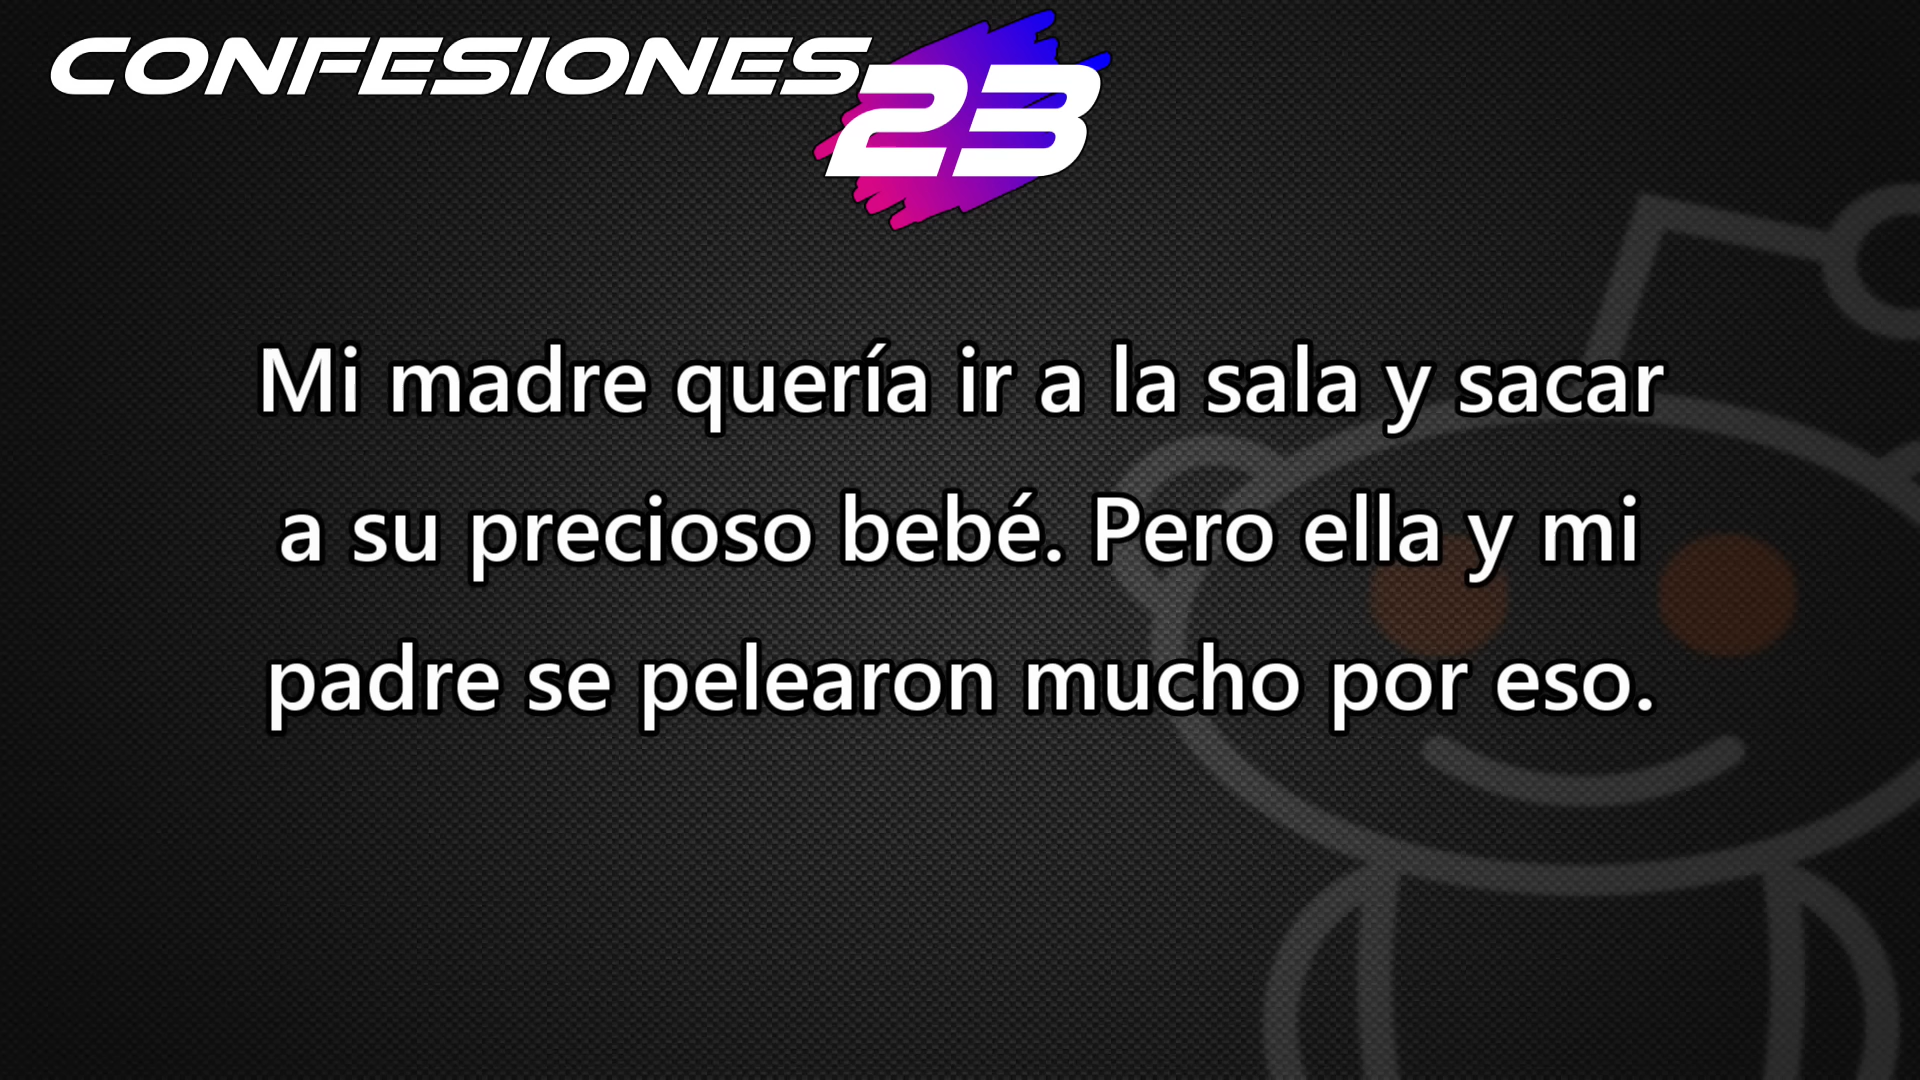 CONFESIONES
23
Mi madre quería ir a la sala y sacar
a su precioso bebé. Pero ella y mi
padre se pelearon mucho por eso.